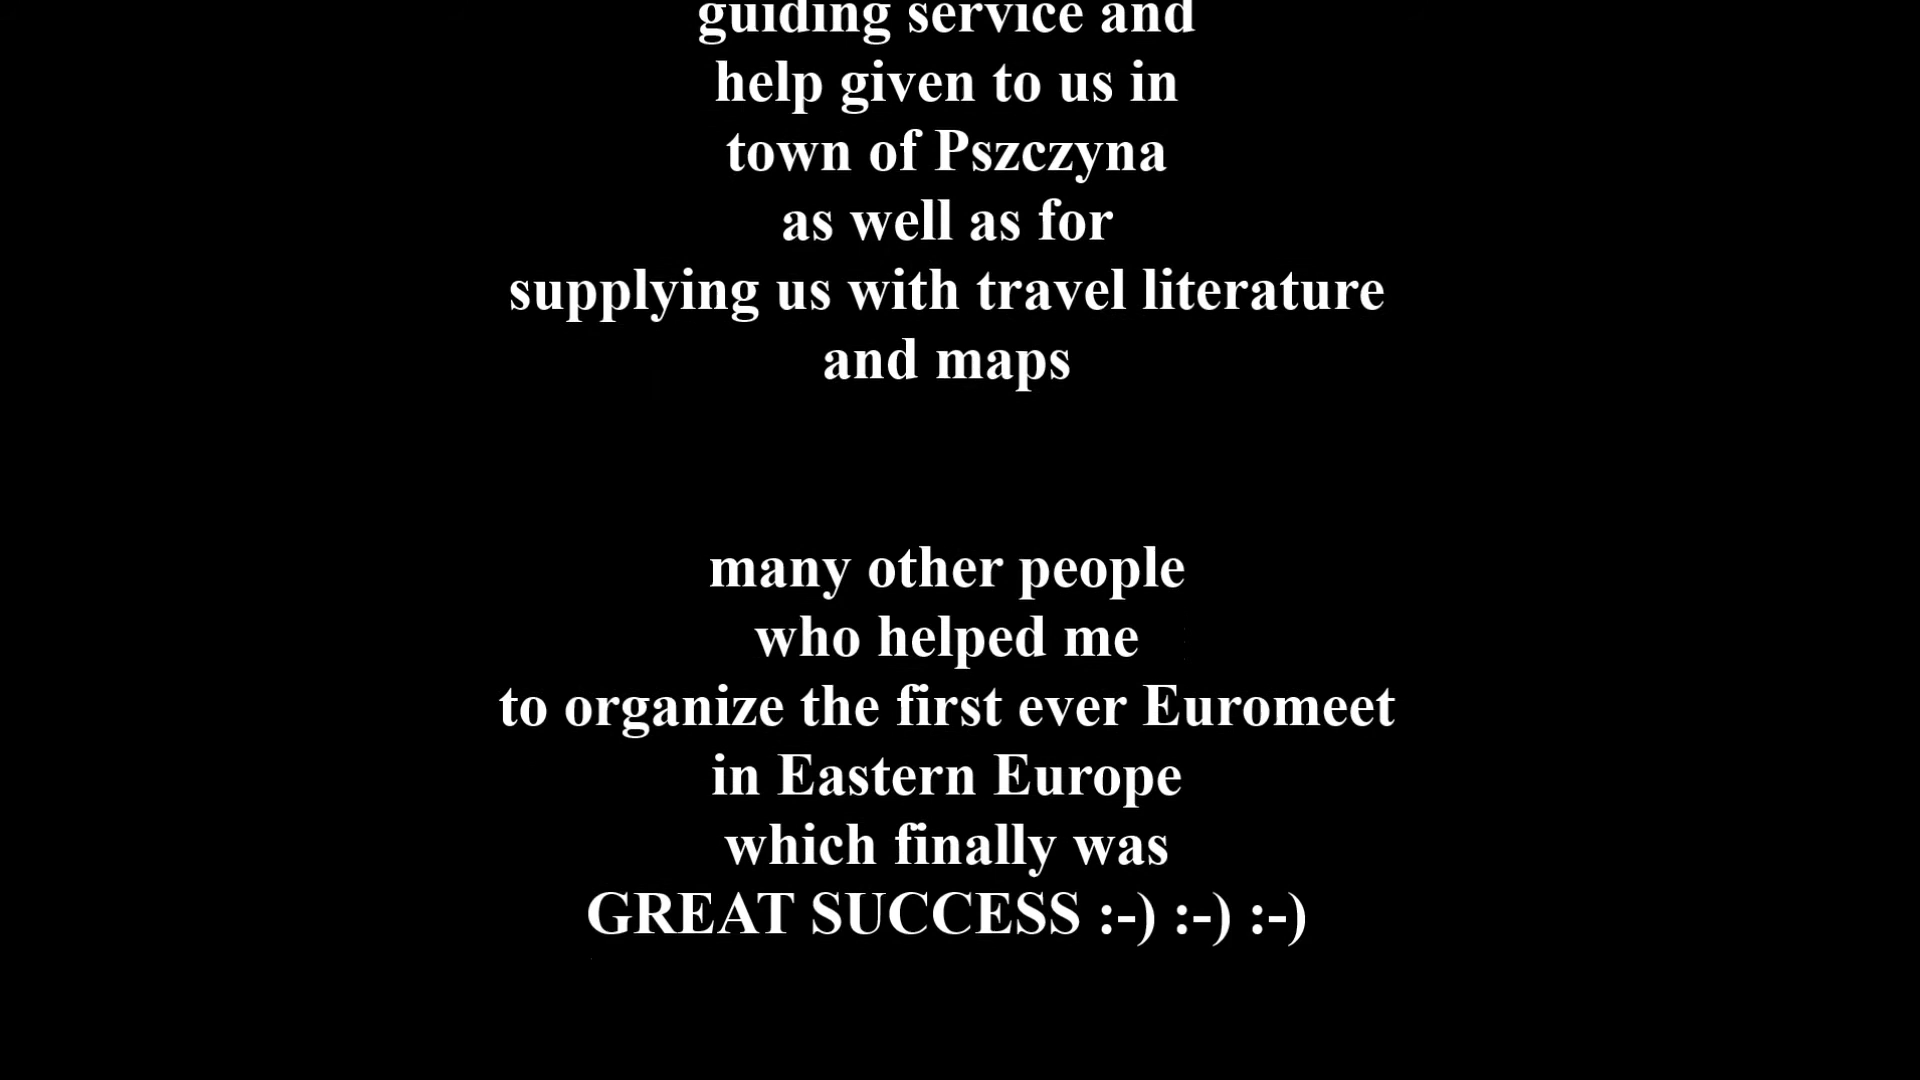 guiding service and
help given to us in
town of Pszczyna
as well as for
supplying us with travel literature
and maps
many other people
who helped me
to organize the first ever Euromeet
in Eastern Europe
which finally was
GREAT SUCCESS :-) :-) :-)